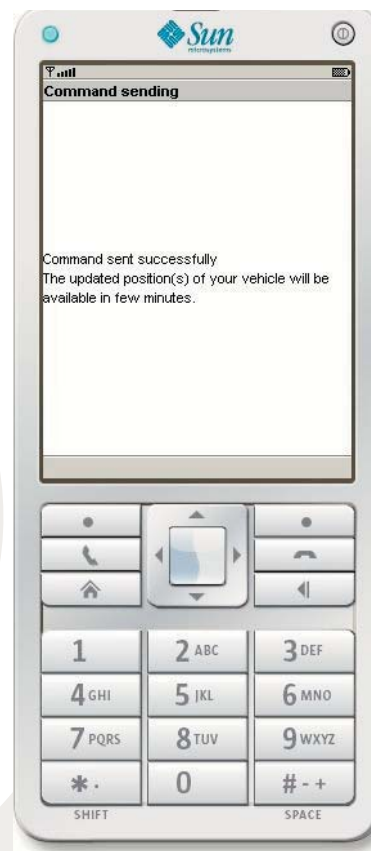 Sun
microsystems
Command sending
Command sent successfully
The updated position(s) of your vehicle will be
available in few minutes.
1
2 ABC
3 DEF
4 GHI
5 JKL
6 MNO
7 PQRS
8 TUV
9 WXYZ
* .
0
# - +
SHIFT
SPACE